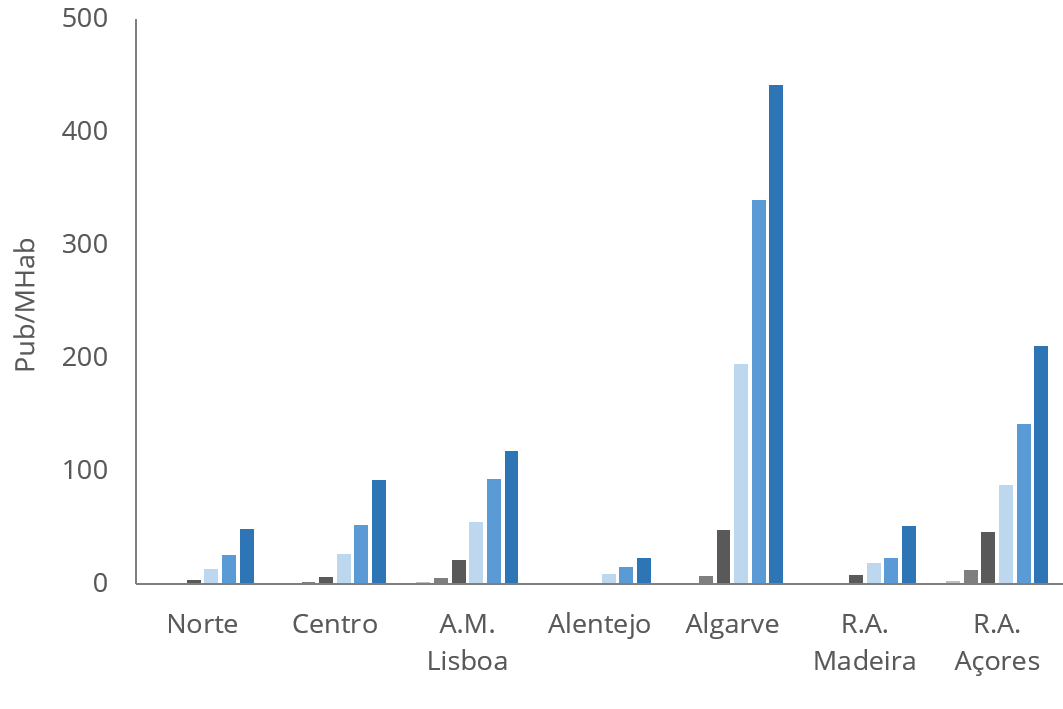 500
400
300
200
100
0
Pub/MHab
Norte
Centro
A.M.
Lisboa
Alentejo
Algarve
R.A.
Madeira
R.A.
Açores